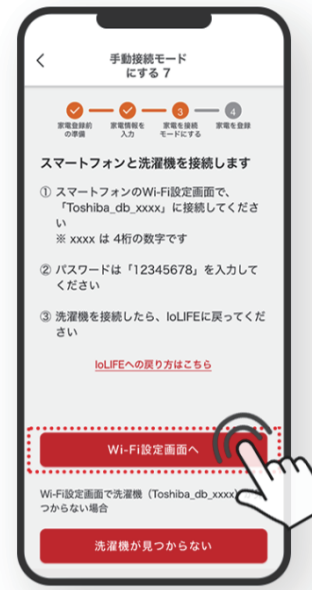 手動接続モード
にする 7
3
4
家電登録前
の準備
家電情報を
入力
家電を接続
モードにする
家電を登録
スマートフォンと洗濯機を接続します
① スマートフォンのWi-Fi設定画面で、
「Toshiba_db_xxxx」に接続してくださ
い
※ xxxx は 4桁の数字です
② パスワードは「12345678」を入力して
ください
③ 洗濯機を接続したら、IoLIFEに戻ってくだ
さい
IoLIFEへの戻り方はこちら
Wi-Fi設定画面へ
Wi-Fi設定画面で洗濯機（Toshiba_db_xxxx）
つからない場合
洗濯機が見つからない